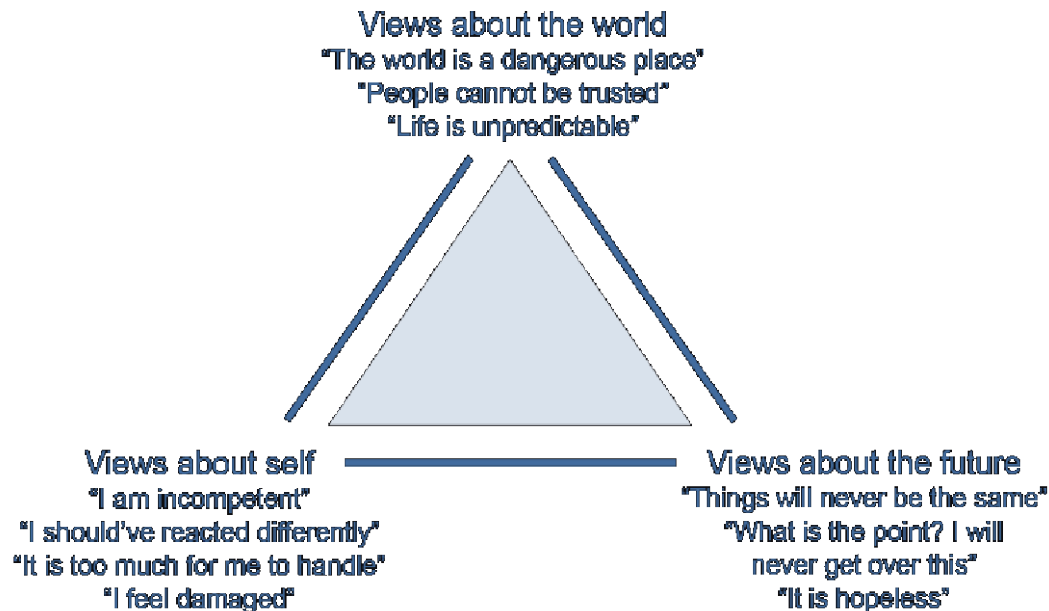 Views about the world
“The world is a dangerous place”
“People cannot be trusted”
“Life is unpredictable”
Views about self
“I am incompetent”
“I should’ve reacted differently”
“It is too much for me to handle”
“I feel damaged”
Views about the future
“Things will never be the same”
“What is the point? I will
never get over this”
“It is hopeless”